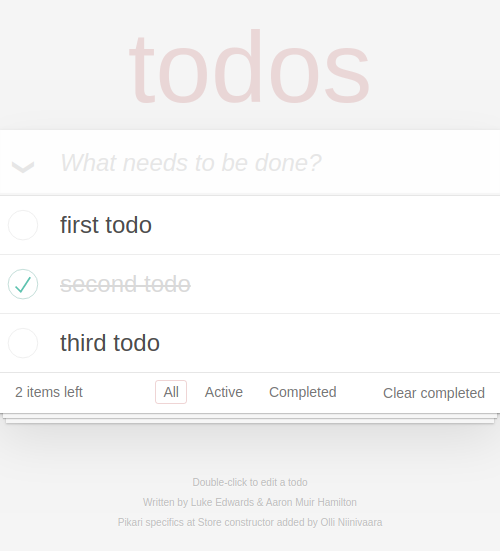 todos
What needs to be done?
first todo
second todo
third todo
2 items left All Active Completed Clear completed
Double-click to edit a todo
Written by Luke Edwards & Aaron Muir Hamilton
Pikari specifics at Store constructor added by Olli Niinivaara